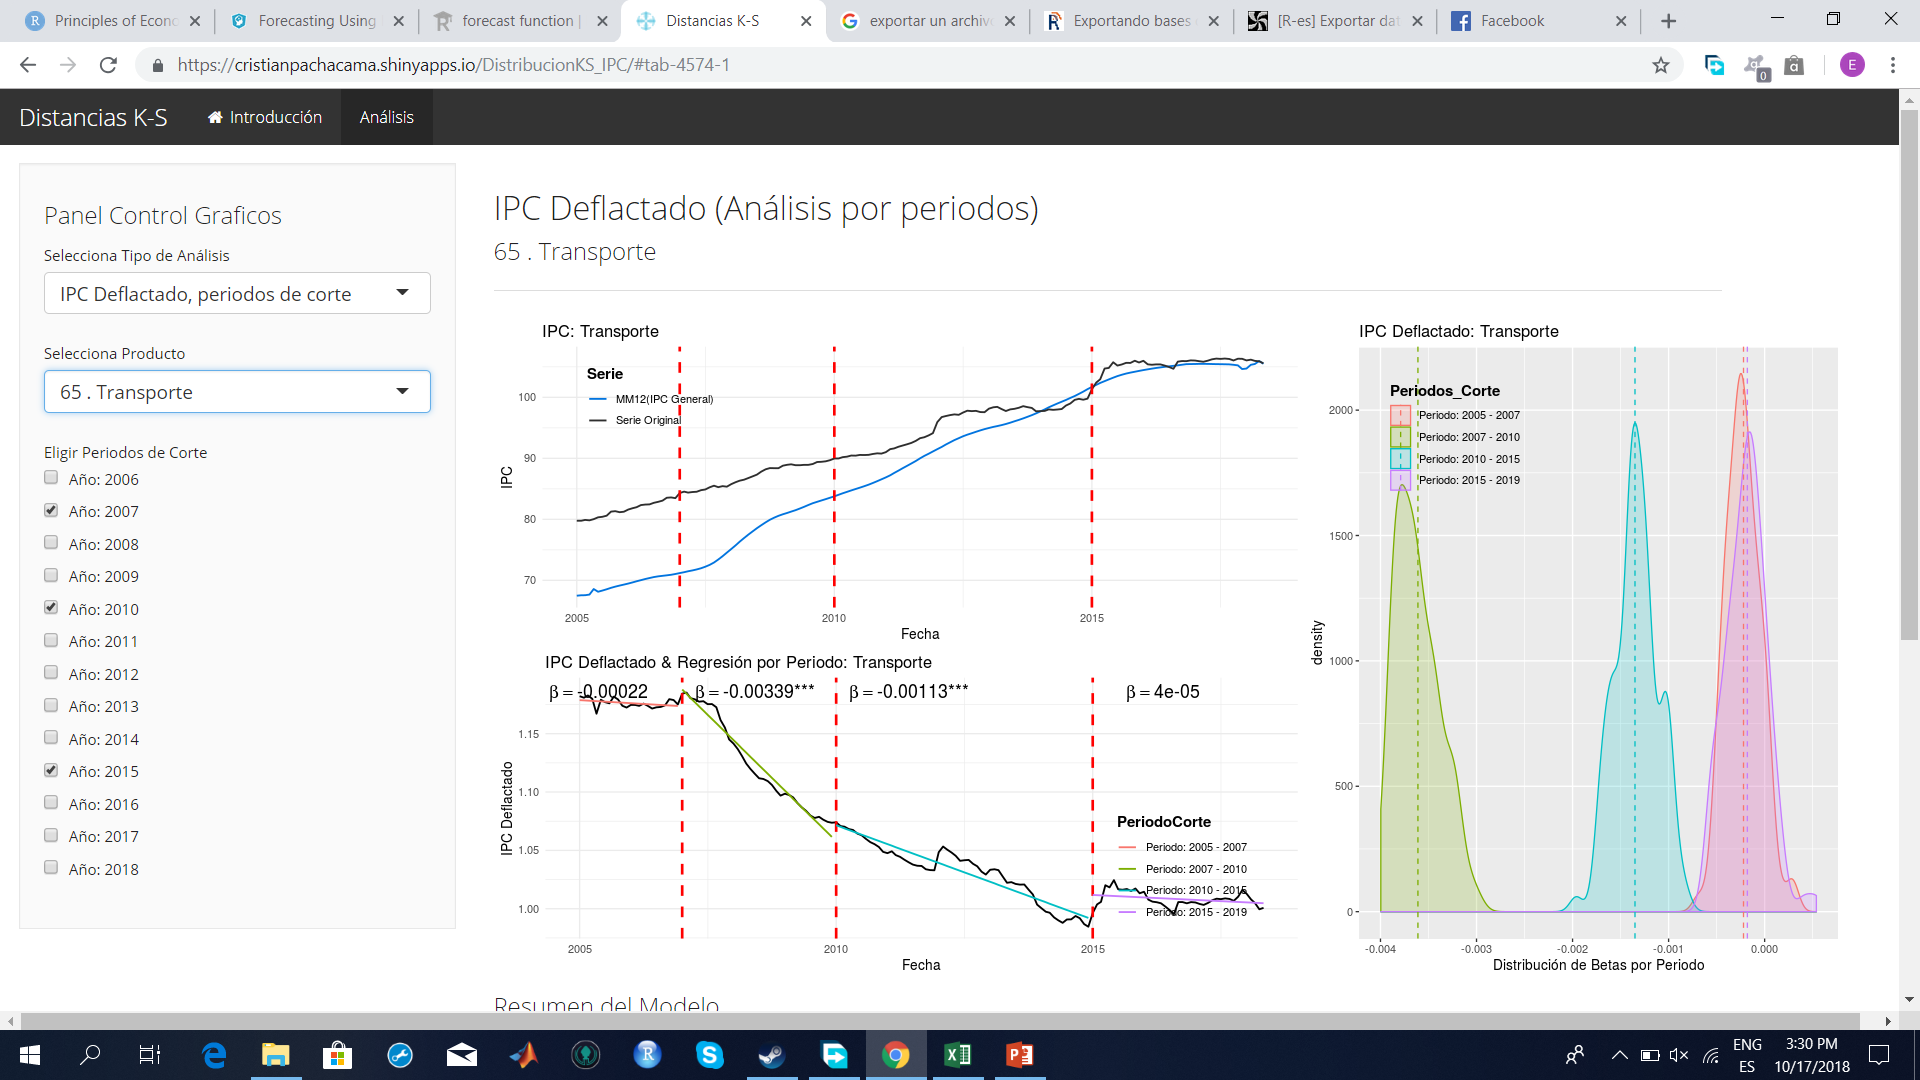 Principles of Econo
Forecasting Using
forecast function |
Distancias K-S
exportar un archiv
Exportando bases
[R-es] Exportar dat
Facebook
https://cristianpachacama.shinyapps.io/DistribucionKS_IPC/#tab-4574-1
0
E
Distancias K-S
Introducción
Análisis
Panel Control Graficos
Selecciona Tipo de Análisis
IPC Deflactado, periodos de corte
Selecciona Producto
65 . Transporte
Eligir Periodos de Corte
Año: 2006
Año: 2007
Año: 2008
Año: 2009
Año: 2010
Año: 2011
Año: 2012
Año: 2013
Año: 2014
Año: 2015
Año: 2016
Año: 2017
Año: 2018
IPC Deflactado (Análisis por periodos)
65 . Transporte
IPC: Transporte
Serie
MM12(IPC General)
Serie Original
IPC
100
90
80
70
2005
2010
2015
Fecha
IPC Deflactado & Regresión por Periodo: Transporte
β = -0.00022
β = -0.00339***
β = -0.00113***
β = 4e-05
IPC Deflactado
1.15
1.10
1.05
1.00
PeriodoCorte
Periodo: 2005 - 2007
Periodo: 2007 - 2010
Periodo: 2010 - 2015
Periodo: 2015 - 2019
2005
2010
2015
Fecha
IPC Deflactado: Transporte
Periodos_Corte
Periodo: 2005 - 2007
Periodo: 2007 - 2010
Periodo: 2010 - 2015
Periodo: 2015 - 2019
density
2000
1500
1000
500
0
-0.004
-0.003
-0.002
-0.001
0.000
Distribución de Betas por Periodo
Resumen del Modelo
ENG
ES
3:30 PM
10/17/2018